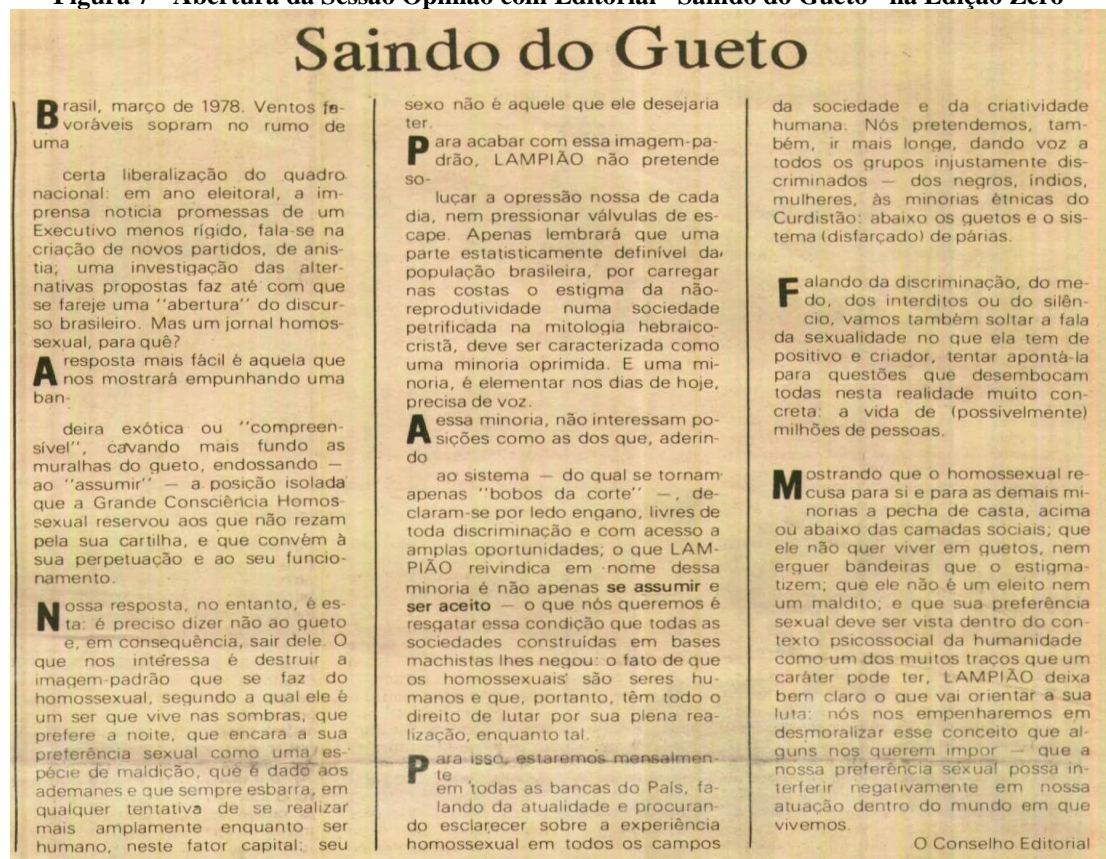 Figura 7 - Abertura da Sessão Opinião com Editorial "Saindo do Gueto" na Edição Zero
Saindo do Gueto
Brasil, março de 1978. Ventos fa-
voráveis sopram no rumo de
uma
certa liberalização do quadro
nacional: em ano eleitoral, a im-
prensa noticia promessas de um
Executivo menos rígido, fala-se na
criação de novos partidos, de anis-
tia; uma investigação das alter-
nativas propostas faz até com que
se fareje uma "abertura" do discur-
so brasileiro. Mas um jornal homos-
sexual, para quê?
A resposta mais fácil é aquela que
nos mostrará empunhando uma
ban-
deira exótica ou "compreen-
sível", cavando mais fundo as
muralhas do gueto, endossando —
ao "assumir" — a posição isolada
que a Grande Consciência Homos-
sexual reservou aos que não rezam
pela sua cartilha, e que convém à
sua perpetuação e ao seu funcio-
namento.
Nossa resposta, no entanto, é es-
ta: é preciso dizer não ao gueto
e, em consequência, sair dele. O
que nos interessa é destruir a
imagem-padrão que se faz do
homossexual, segundo a qual ele é
um ser que vive nas sombras, que
prefere a noite, que encara a sua
preferência sexual como uma es-
pécie de maldição, que é dado aos
ademanes e que sempre esbarra, em
qualquer tentativa de se realizar
mais amplamente enquanto ser
humano, neste fator capital: seu
sexo não é aquele que ele desejaria
ter.
Para acabar com essa imagem-pa-
drão, LAMPIÃO não pretende
so-
luçar a opressão nossa de cada
dia, nem pressionar válvulas de es-
cape. Apenas lembrará que uma
parte estatisticamente definível da
população brasileira, por carregar
nas costas o estigma da não-
reprodutividade numa sociedade
petrificada na mitologia hebraico-
cristã, deve ser caracterizada como
uma minoria oprimida. E uma mi-
noria, é elementar nos dias de hoje,
precisa de voz.
A essa minoria, não interessam po-
sições como as dos que, aderin-
do
ao sistema — do qual se tornam
apenas "bobos da corte" —, de-
claram-se por ledo engano, livres de
toda discriminação e com acesso a
amplas oportunidades; o que LAM-
PIÃO reivindica em nome dessa
minoria é não apenas se assumir e
ser aceito — o que nós queremos é
resgatar essa condição que todas as
sociedades construídas em bases
machistas lhes negou: o fato de que
os homossexuais são seres hu-
manos e que, portanto, têm todo o
direito de lutar por sua plena rea-
lização, enquanto tal.
Para isso, estaremos mensalmen-
te
em todas as bancas do País, fa-
lando da atualidade e procuran-
do esclarecer sobre a experiência
homossexual em todos os campos
da sociedade e da criatividade
humana. Nós pretendemos, tam-
bém, ir mais longe, dando voz a
todos os grupos injustamente dis-
criminados — dos negros, índios,
mulheres, às minorias étnicas do
Curdistão: abaixo os guetos e o sis-
tema (disfarçado) de párias.
Falando da discriminação, do me-
do, dos interditos ou do silên-
cio, vamos também soltar a fala
da sexualidade no que ela tem de
positivo e criador, tentar apontá-la
para questões que desembocam
todas nesta realidade muito con-
creta: a vida de (possivelmente)
milhões de pessoas.
Mostrando que o homossexual re-
cusa para si e para as demais mi-
norias a pecha de casta, acima
ou abaixo das camadas sociais; que
ele não quer viver em guetos, nem
erguer bandeiras que o estigma-
tizem; que ele não é um eleito nem
um maldito; e que sua preferência
sexual deve ser vista dentro do con-
texto psicossocial da humanidade
como um dos muitos traços que um
caráter pode ter, LAMPIÃO deixa
bem claro o que vai orientar a sua
luta: nós nos empenharemos em
desmoralizar esse conceito que al-
guns nos querem impor — que a
nossa preferência sexual possa in-
terferir negativamente em nossa
atuação dentro do mundo em que
vivemos.
O Conselho Editorial